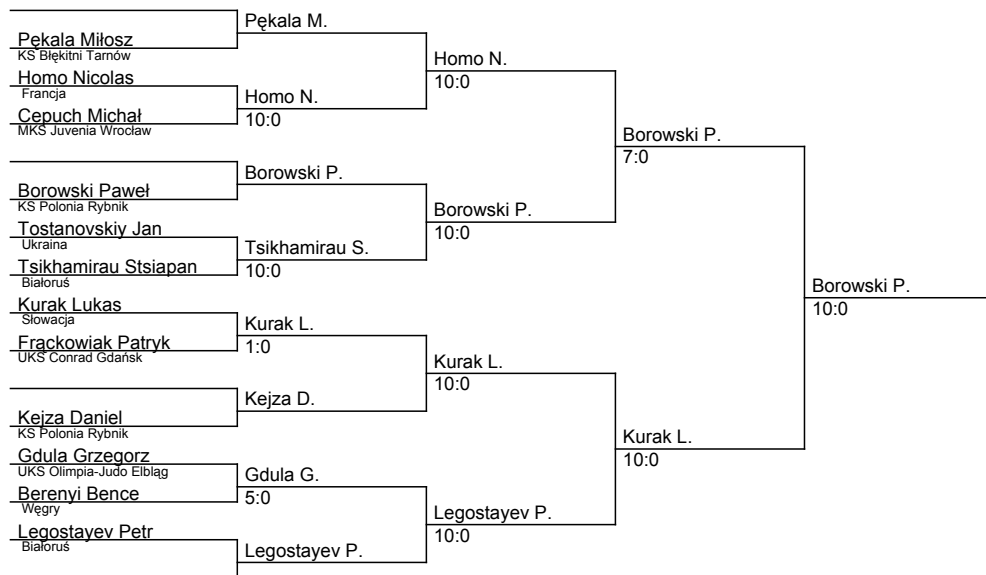 Pękala Miłosz
KS Błękitni Tarnów
Homo Nicolas
Francja
Cepuch Michał
MKS Juvenia Wrocław
Borowski Paweł
KS Polonia Rybnik
Tostanovskiy Jan
Ukraina
Tsikhamirau Stsiapan
Białoruś
Kurak Lukas
Słowacja
Frąckowiak Patryk
UKS Conrad Gdańsk
Kejza Daniel
KS Polonia Rybnik
Gdula Grzegorz
UKS Olimpia-Judo Elbląg
Berenyi Bence
Węgry
Legostayev Petr
Białoruś
Pękala M.
Homo N.
10:0
Borowski P.
Tsikhamirau S.
10:0
Kurak L.
1:0
Kejza D.
Gdula G.
5:0
Legostayev P.
Homo N.
10:0
Borowski P.
10:0
Kurak L.
10:0
Legostayev P.
10:0
Borowski P.
7:0
Kurak L.
10:0
Borowski P.
10:0